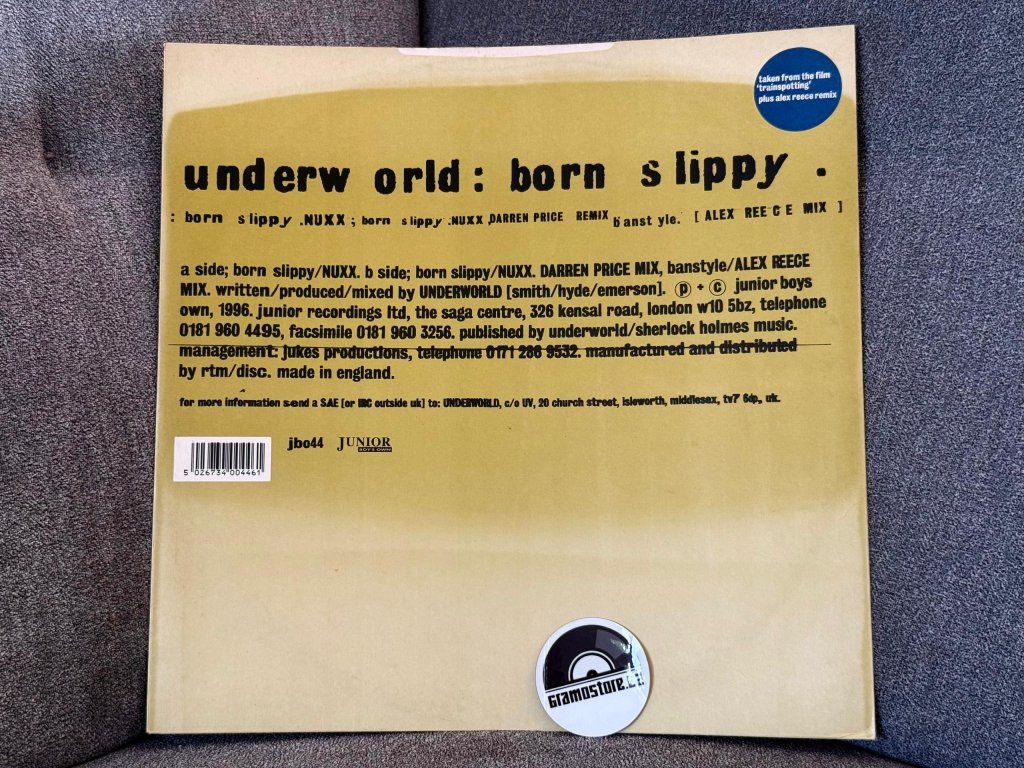 taken from the film
'trainspotting'
plus alex reece remix
underw orld: born slippy .
: born slippy .NUXX ; born slippy .NUXX ,DARREN PRICE REMIX banst yle. [ ALEX REECE MIX ]
a side; born slippy/NUXX. b side; born slippy/NUXX. DARREN PRICE MIX, banstyle/ALEX REECE
MIX. written/produced/mixed by UNDERWORLD [smith/hyde/emerson]. ⓟ + ⓒ junior boys
own, 1996. junior recordings ltd, the saga centre, 326 kensal road, london w10 5bz, telephone
0181 960 4495, facsimile 0181 960 3256. published by underworld/sherlock holmes music.
management: jukes productions, telephone 0171 286 9532. manufactured and distributed
by rtm/disc. made in england.
for more information send a SAE [or IRC outside uk] to: UNDERWORLD, c/o UV, 20 church street, isleworth, middlesex, tw7 6dp, uk.
5 026734 004461
jbo44
JUNIOR
BOY'S OWN
Gramostore.cz